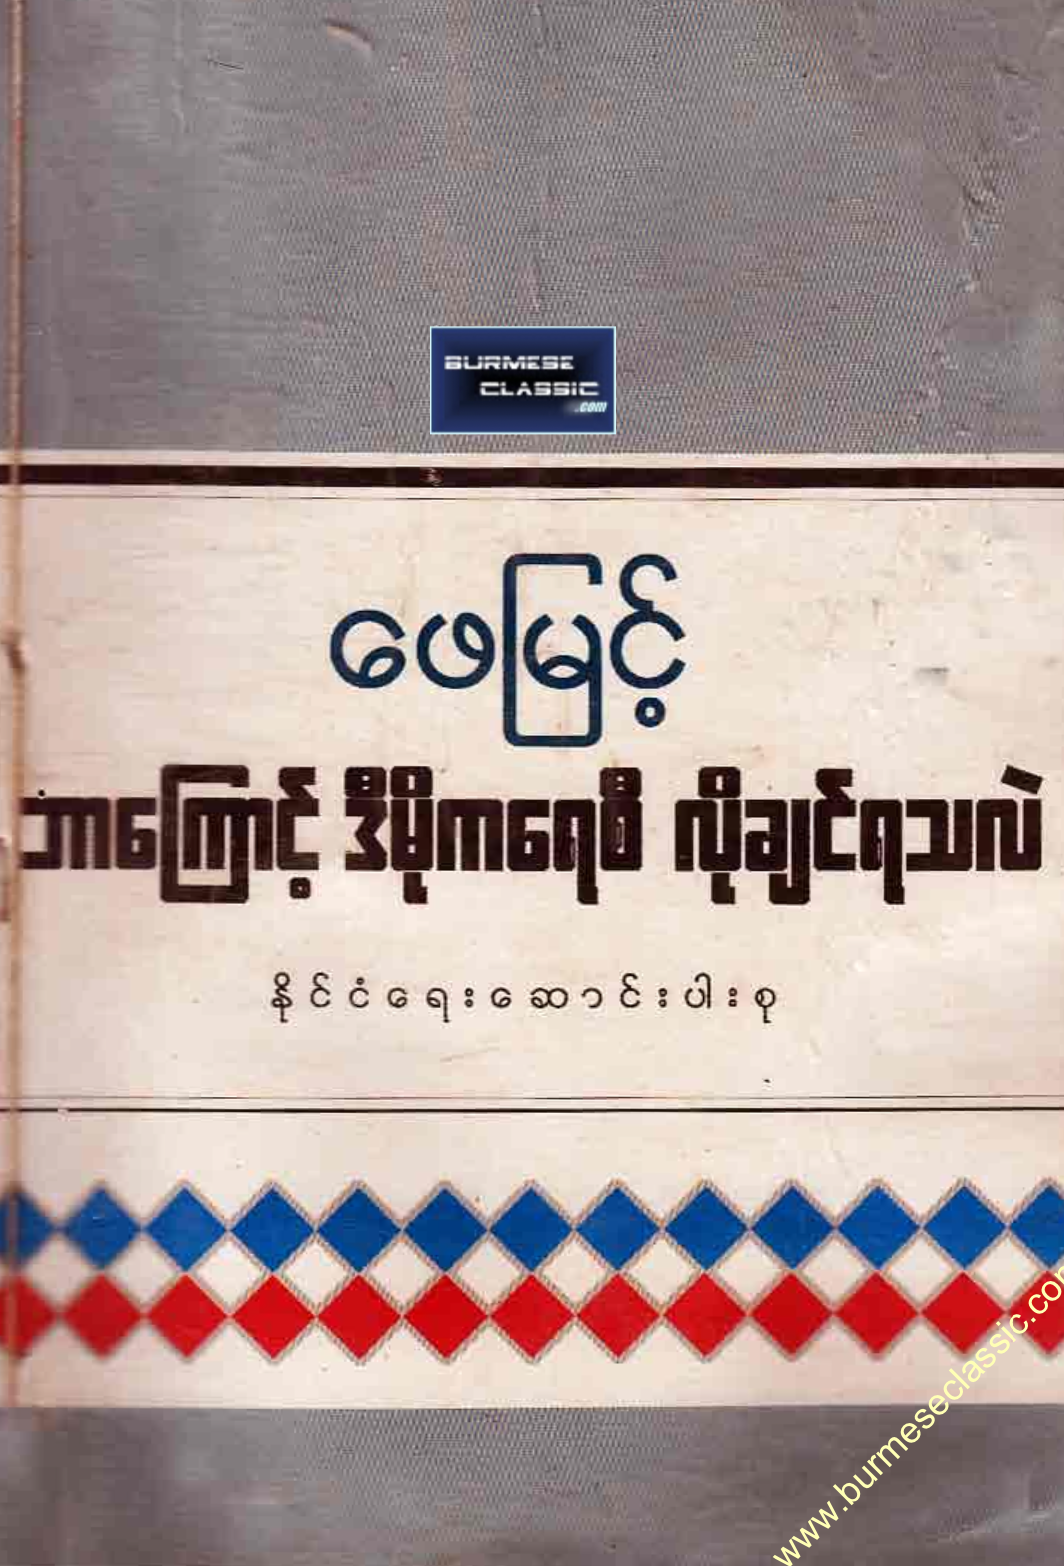 BURMESE
CLASSIC
.com
ဖေမြင့်
ဘာကြောင့် ဒီမိုကရေစီ လိုချင်ရသလဲ
နိုင်ငံရေးဆောင်းပါးစု
www.burmeseclassic.com